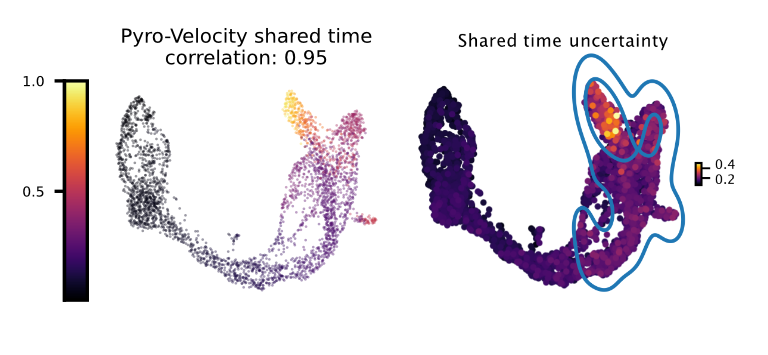 Pyro-Velocity shared time
correlation: 0.95
Shared time uncertainty
1.0
0.5
0.4
0.2